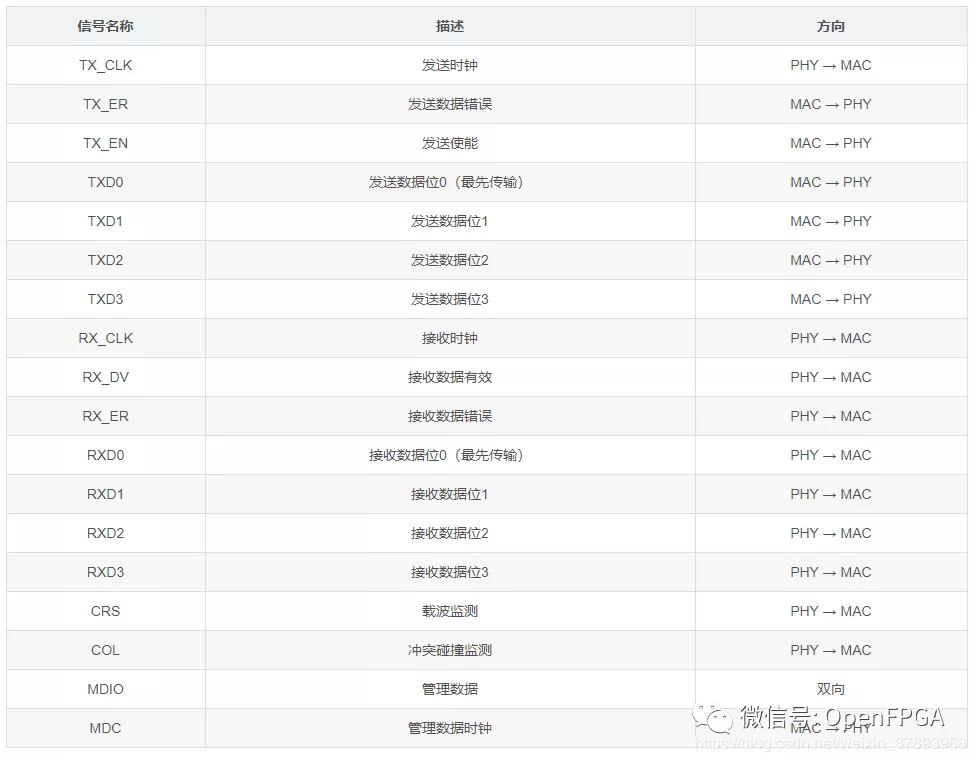 信号名称 描述 方向
TX_CLK 发送时钟 PHY → MAC
TX_ER 发送数据错误 MAC → PHY
TX_EN 发送使能 MAC → PHY
TXD0 发送数据位0（最先传输） MAC → PHY
TXD1 发送数据位1 MAC → PHY
TXD2 发送数据位2 MAC → PHY
TXD3 发送数据位3 MAC → PHY
RX_CLK 接收时钟 PHY → MAC
RX_DV 接收数据有效 PHY → MAC
RX_ER 接收数据错误 PHY → MAC
RXD0 接收数据位0（最先传输） PHY → MAC
RXD1 接收数据位1 PHY → MAC
RXD2 接收数据位2 PHY → MAC
RXD3 接收数据位3 PHY → MAC
CRS 载波监测 PHY → MAC
COL 冲突碰撞监测 PHY → MAC
MDIO 管理数据 双向
MDC 管理数据时钟 MAC → PHY
微信号: OpenFPGA
https://blog.csdn.net/weixin_37893968